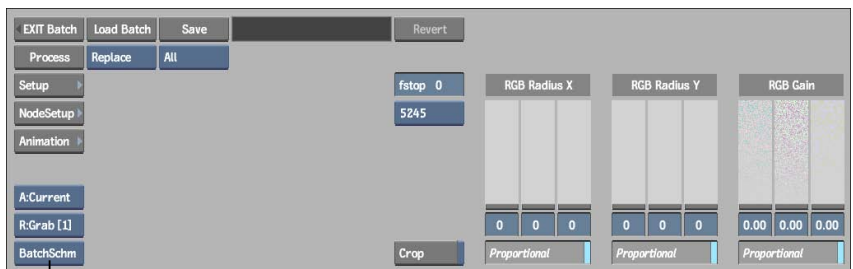 EXIT Batch Load Batch Save Revert
Process Replace All
Setup fstop 0 RGB Radius X RGB Radius Y RGB Gain
NodeSetup 5245
Animation
A:Current
R:Grab [1] 0 0 0 0 0 0 0.00 0.00 0.00
BatchSchm Crop Proportional Proportional Proportional